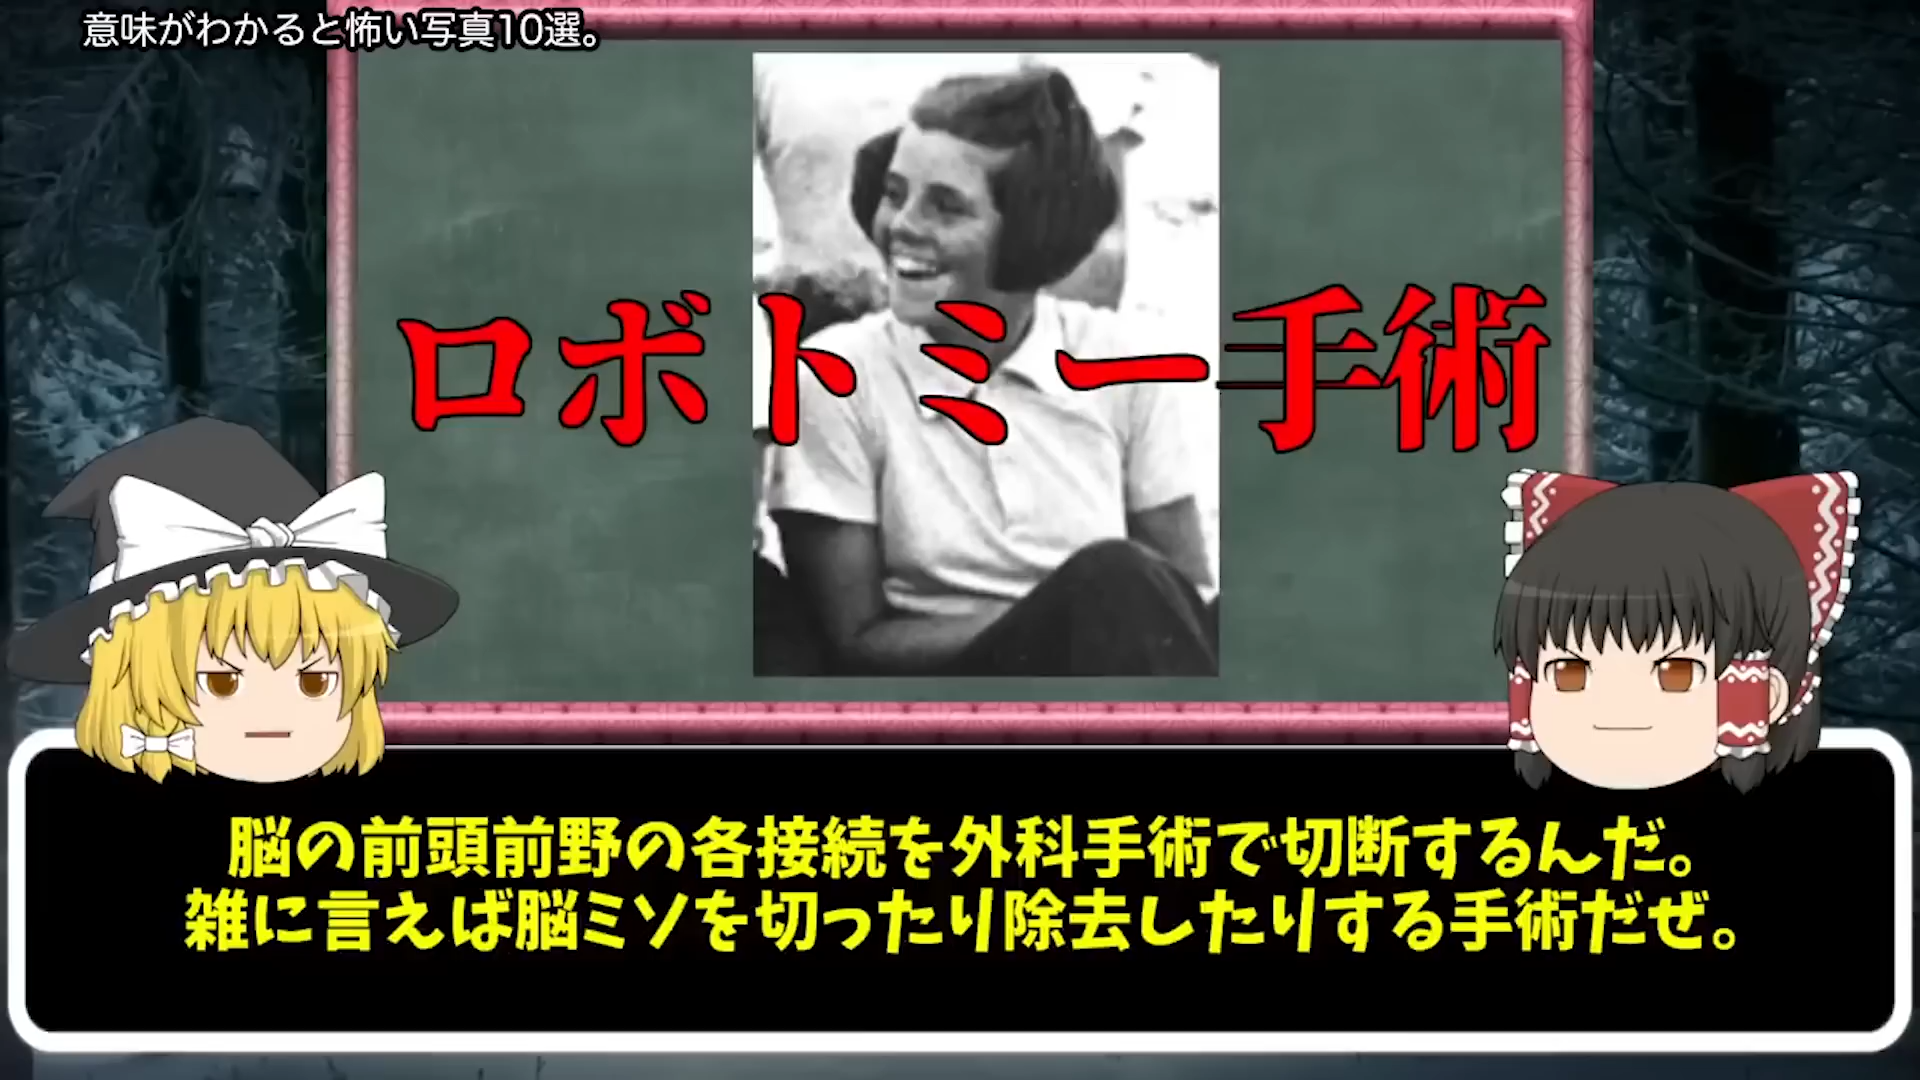 意味がわかると怖い写真10選。
ロボトミー手術
脳の前頭前野の各接続を外科手術で切断するんだ。
雑に言えば脳ミソを切ったり除去したりする手術だぜ。